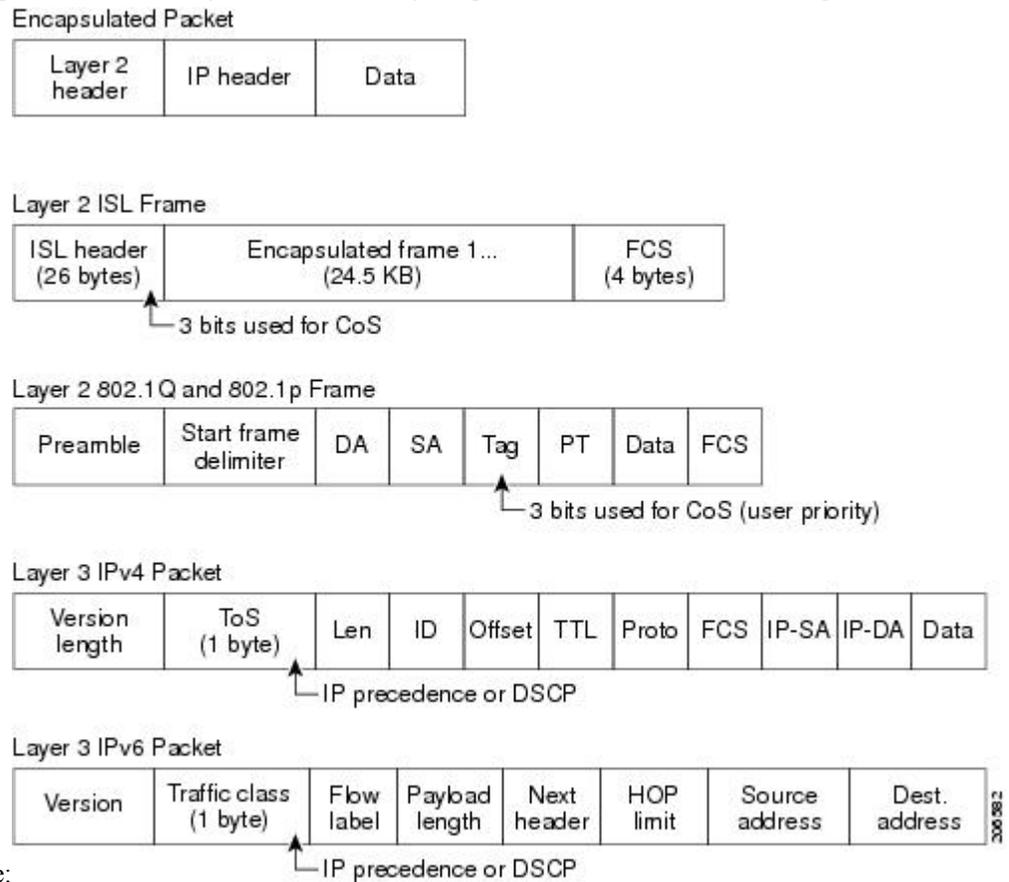 Encapsulated Packet
Layer 2 header
IP header
Data
Layer 2 ISL Frame
ISL header (26 bytes)
Encapsulated frame 1... (24.5 KB)
FCS (4 bytes)
3 bits used for CoS
Layer 2 802.1Q and 802.1p Frame
Preamble
Start frame delimiter
DA
SA
Tag
PT
Data
FCS
3 bits used for CoS (user priority)
Layer 3 IPv4 Packet
Version length
ToS (1 byte)
Len
ID
Offset
TTL
Proto
FCS
IP-SA
IP-DA
Data
IP precedence or DSCP
Layer 3 IPv6 Packet
Version
Traffic class (1 byte)
Flow label
Payload length
Next header
HOP limit
Source address
Dest. address
206582
IP precedence or DSCP